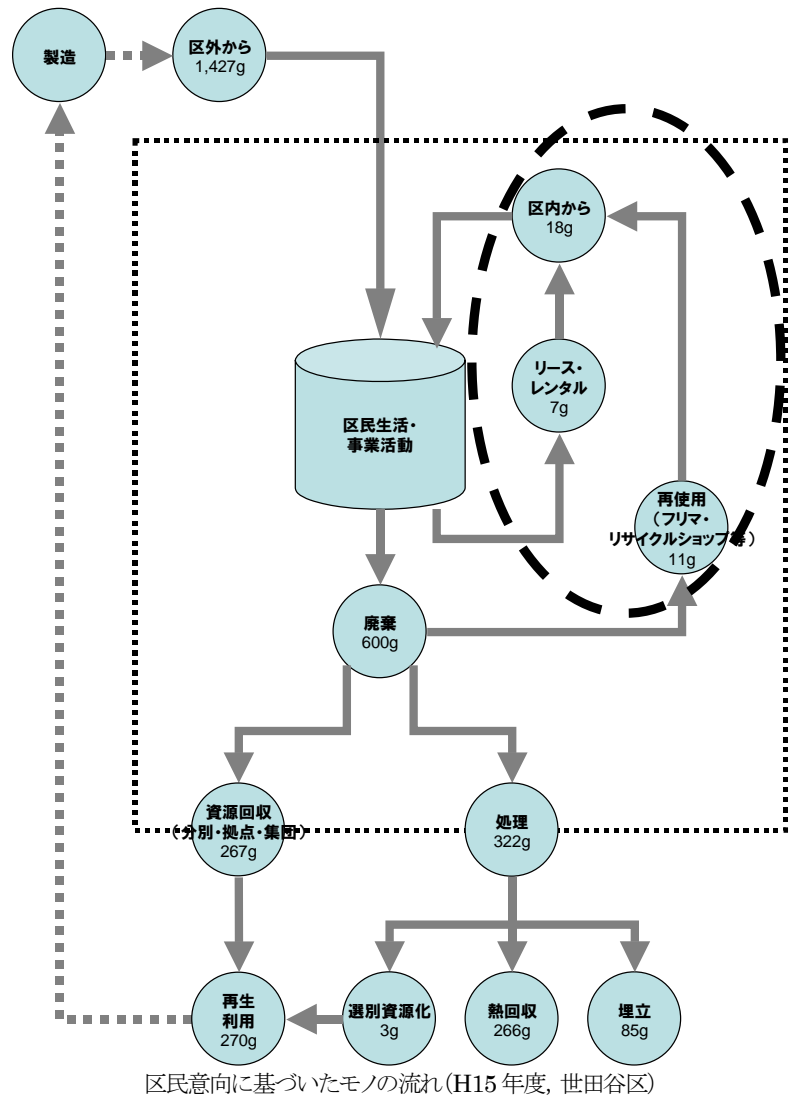 製造
区外から
1,427g
区内から
18g
リース・
レンタル
7g
区民生活・
事業活動
再使用
（フリマ・
リサイクルショップ等）
11g
廃棄
600g
資源回収
（分別・拠点・集団）
267g
処理
322g
再生
利用
270g
選別資源化
3g
熱回収
266g
埋立
85g
区民意向に基づいたモノの流れ(H15年度, 世田谷区)